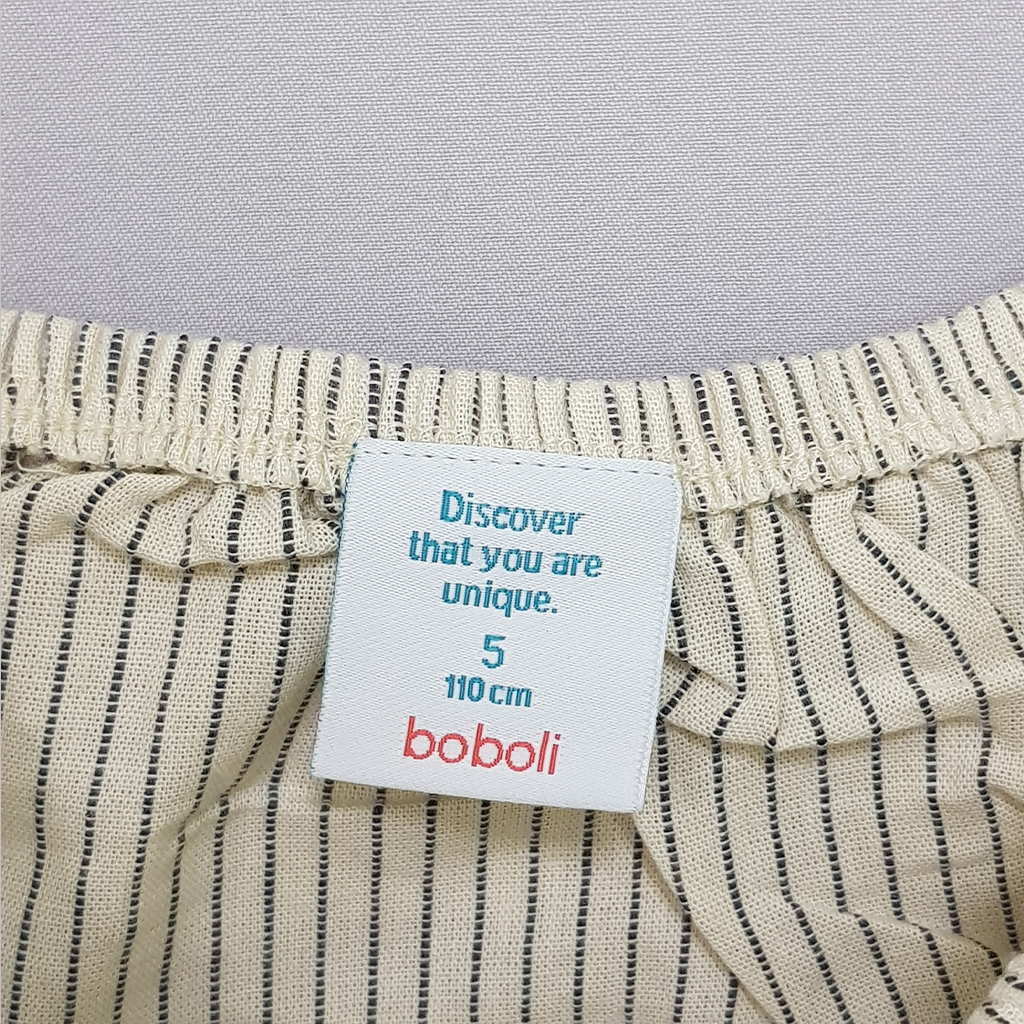 Discover
that you are
unique.
5
110 cm
boboli